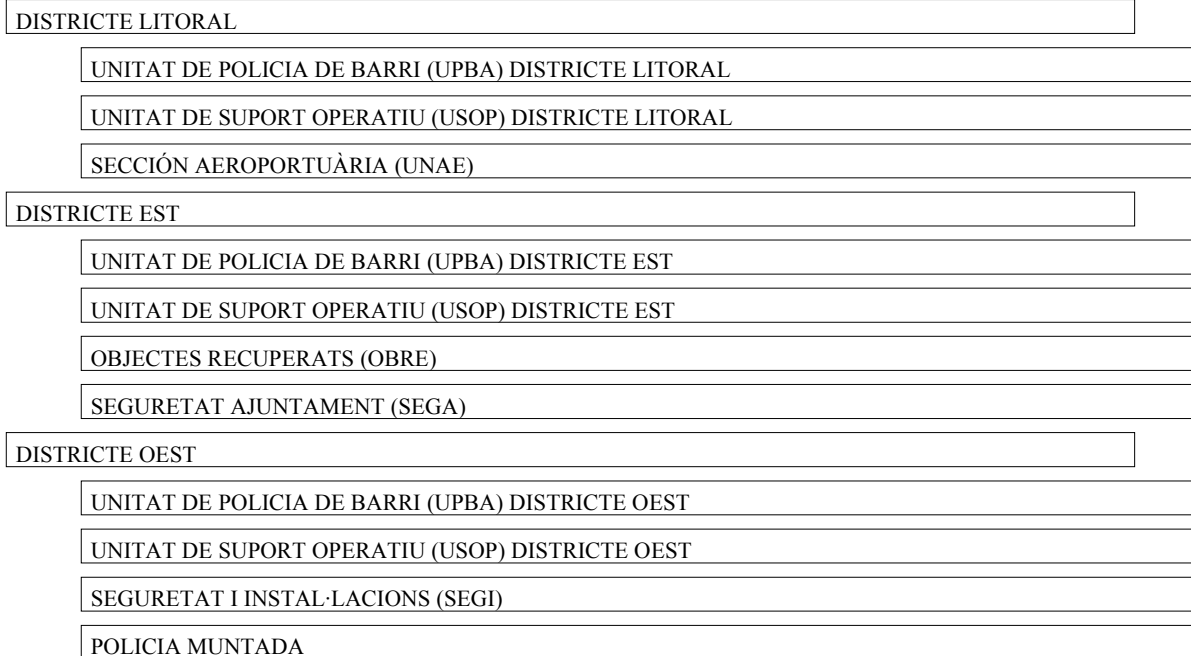 DISTRICTE LITORAL
UNITAT DE POLICIA DE BARRI (UPBA) DISTRICTE LITORAL
UNITAT DE SUPORT OPERATIU (USOP) DISTRICTE LITORAL
SECCIÓN AEROPORTUÀRIA (UNAE)
DISTRICTE EST
UNITAT DE POLICIA DE BARRI (UPBA) DISTRICTE EST
UNITAT DE SUPORT OPERATIU (USOP) DISTRICTE EST
OBJECTES RECUPERATS (OBRE)
SEGURETAT AJUNTAMENT (SEGA)
DISTRICTE OEST
UNITAT DE POLICIA DE BARRI (UPBA) DISTRICTE OEST
UNITAT DE SUPORT OPERATIU (USOP) DISTRICTE OEST
SEGURETAT I INSTAL·LACIONS (SEGI)
POLICIA MUNTADA